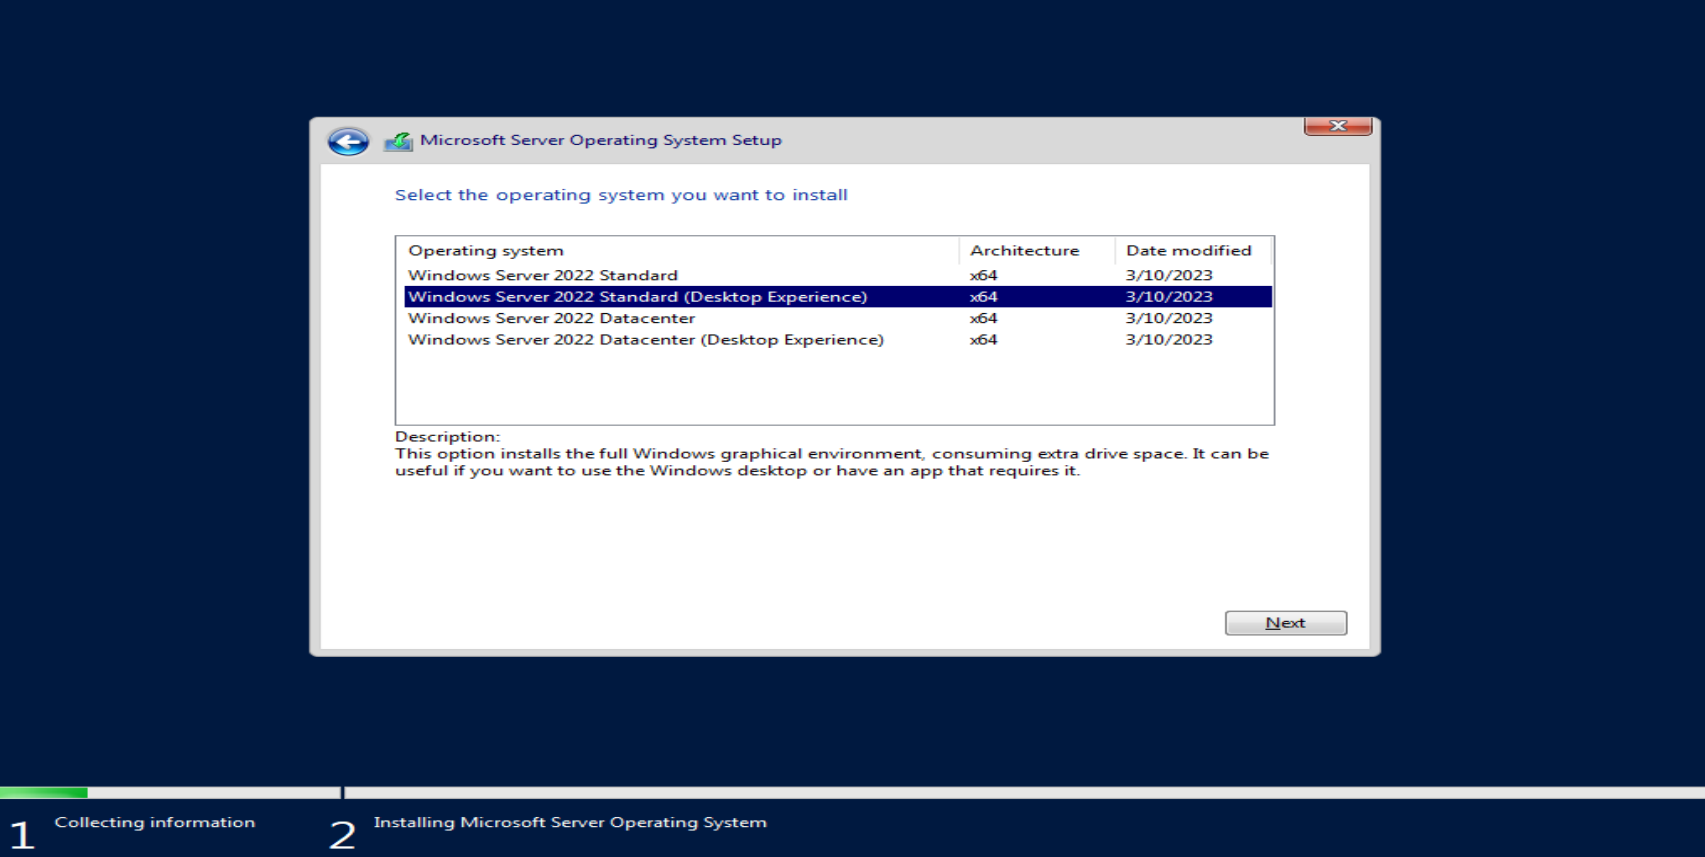 Microsoft Server Operating System Setup
Select the operating system you want to install
Operating system Architecture Date modified
Windows Server 2022 Standard x64 3/10/2023
Windows Server 2022 Standard (Desktop Experience) x64 3/10/2023
Windows Server 2022 Datacenter x64 3/10/2023
Windows Server 2022 Datacenter (Desktop Experience) x64 3/10/2023
Description:
This option installs the full Windows graphical environment, consuming extra drive space. It can be
useful if you want to use the Windows desktop or have an app that requires it.
Next
1 Collecting information 2 Installing Microsoft Server Operating System